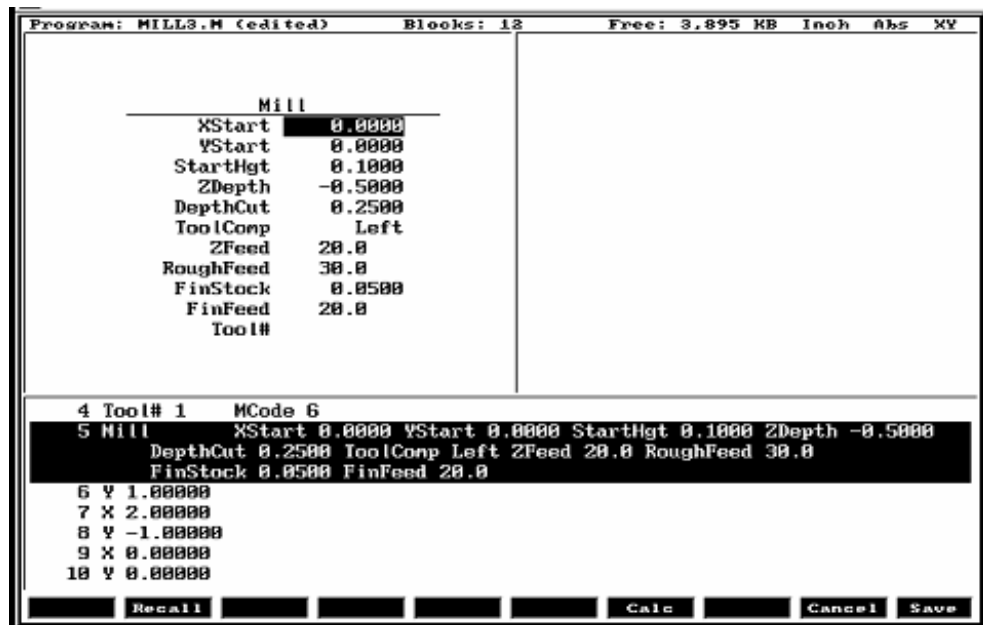 Program: MILL3.M (edited) Blooks: 12 Free: 3,895 KB Inoh Abs XY
Mill
XStart 0.0000
YStart 0.0000
StartHgt 0.1000
ZDepth -0.5000
DepthCut 0.2500
ToolComp Left
ZFeed 20.0
RoughFeed 30.0
FinStock 0.0500
FinFeed 20.0
Tool#
4 Tool# 1 MCode 6
5 Mill XStart 0.0000 YStart 0.0000 StartHgt 0.1000 ZDepth -0.5000
DepthCut 0.2500 ToolComp Left ZFeed 20.0 RoughFeed 30.0
FinStock 0.0500 FinFeed 20.0
6 Y 1.00000
7 X 2.00000
8 Y -1.00000
9 X 0.00000
10 Y 0.00000
Recall Calc Cancel Save